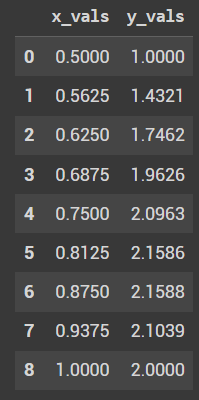 x_vals y_vals
0 0.5000 1.0000
1 0.5625 1.4321
2 0.6250 1.7462
3 0.6875 1.9626
4 0.7500 2.0963
5 0.8125 2.1586
6 0.8750 2.1588
7 0.9375 2.1039
8 1.0000 2.0000